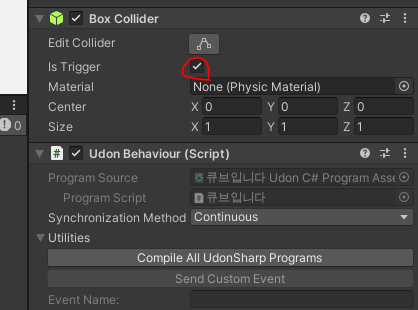 Box Collider
Edit Collider
Is Trigger
Material None (Physic Material)
Center X 0 Y 0 Z 0
Size X 1 Y 1 Z 1
0
Udon Behaviour (Script)
Program Source 큐브입니다 Udon C# Program Asse
Program Script 큐브입니다
Synchronization Method Continuous
Utilities
Compile All UdonSharp Programs
Send Custom Event
Event Name: